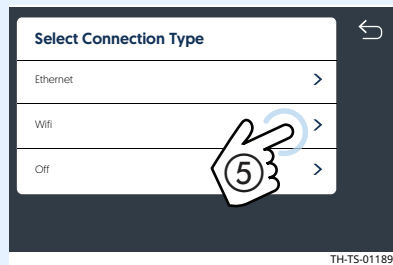 Select Connection Type
Ethernet
Wifi
Off
5
TH-TS-01189